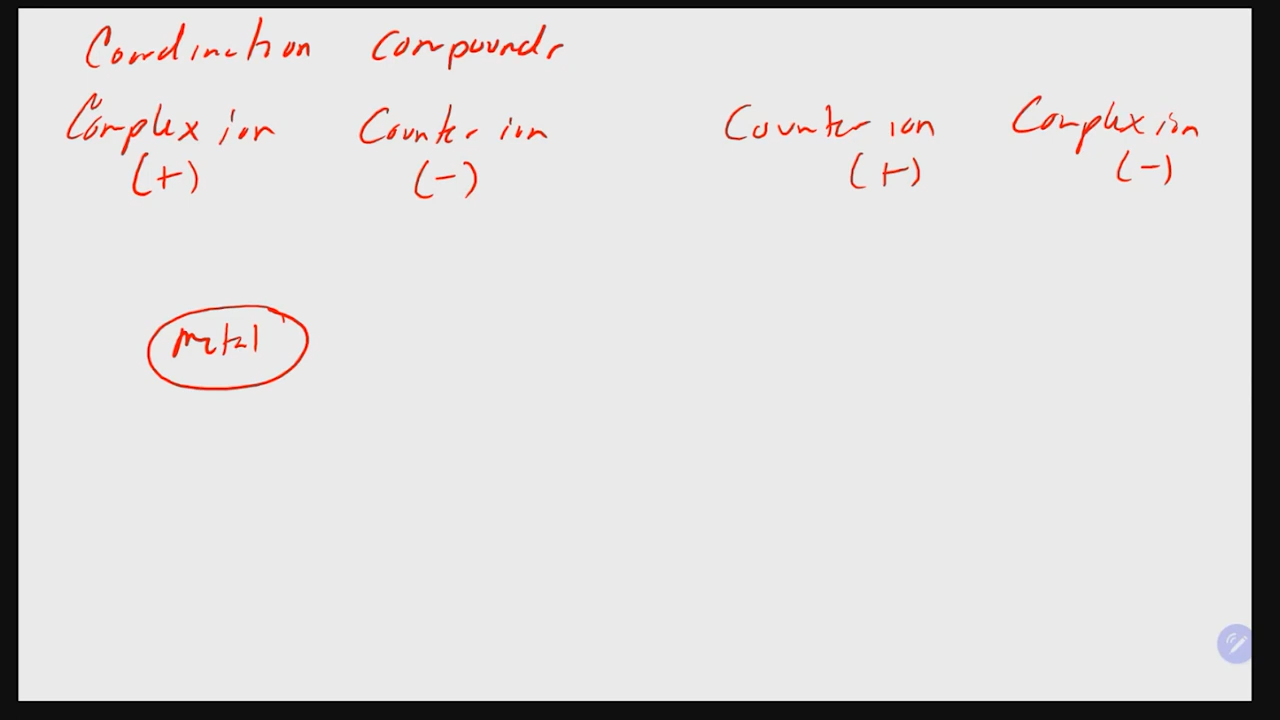 Coordination Compounds
Complex ion Counter ion Counter ion Complex ion
(+) (-) (+) (-)
metal